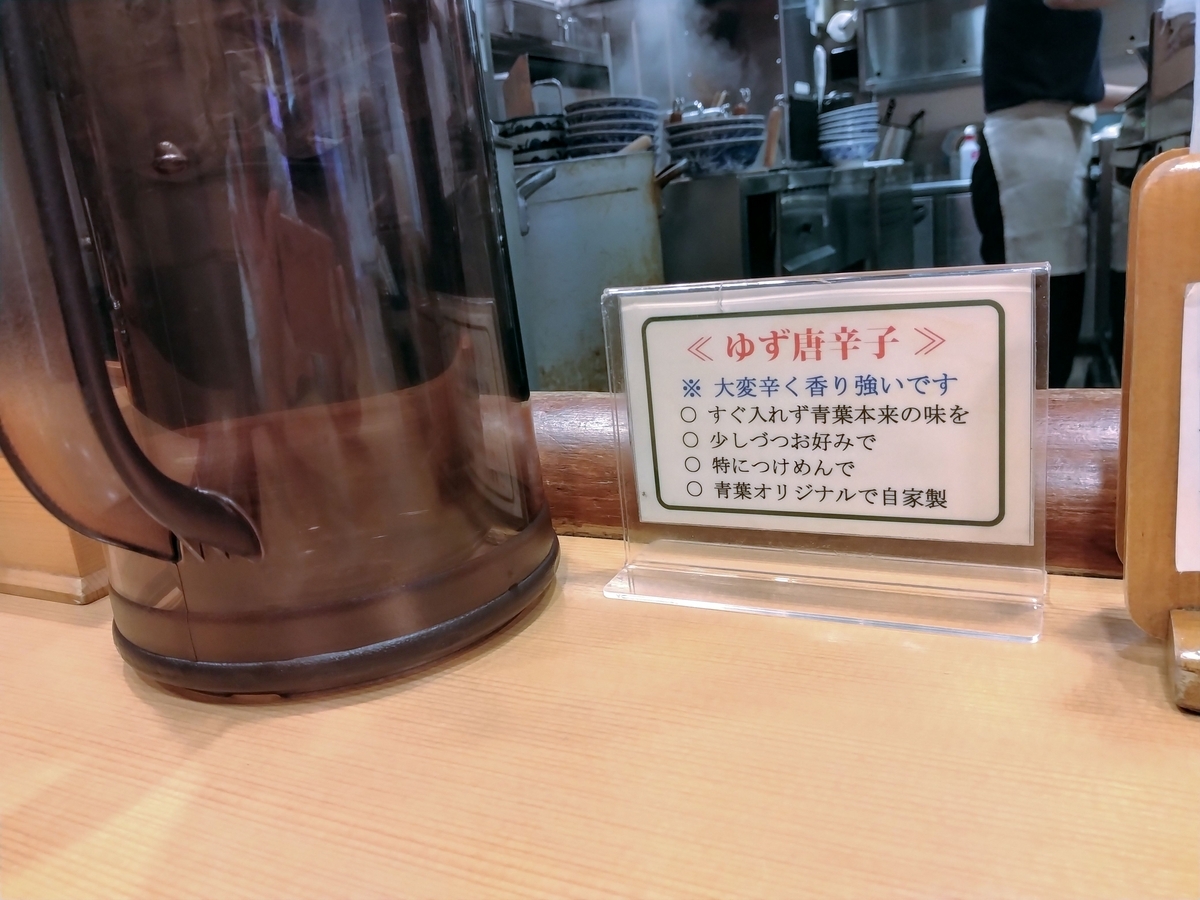 ≪ ゆず唐辛子 ≫
※ 大変辛く香り強いです
○ すぐ入れず青葉本来の味を
○ 少しづつお好みで
○ 特につけめんで
○ 青葉オリジナルで自家製